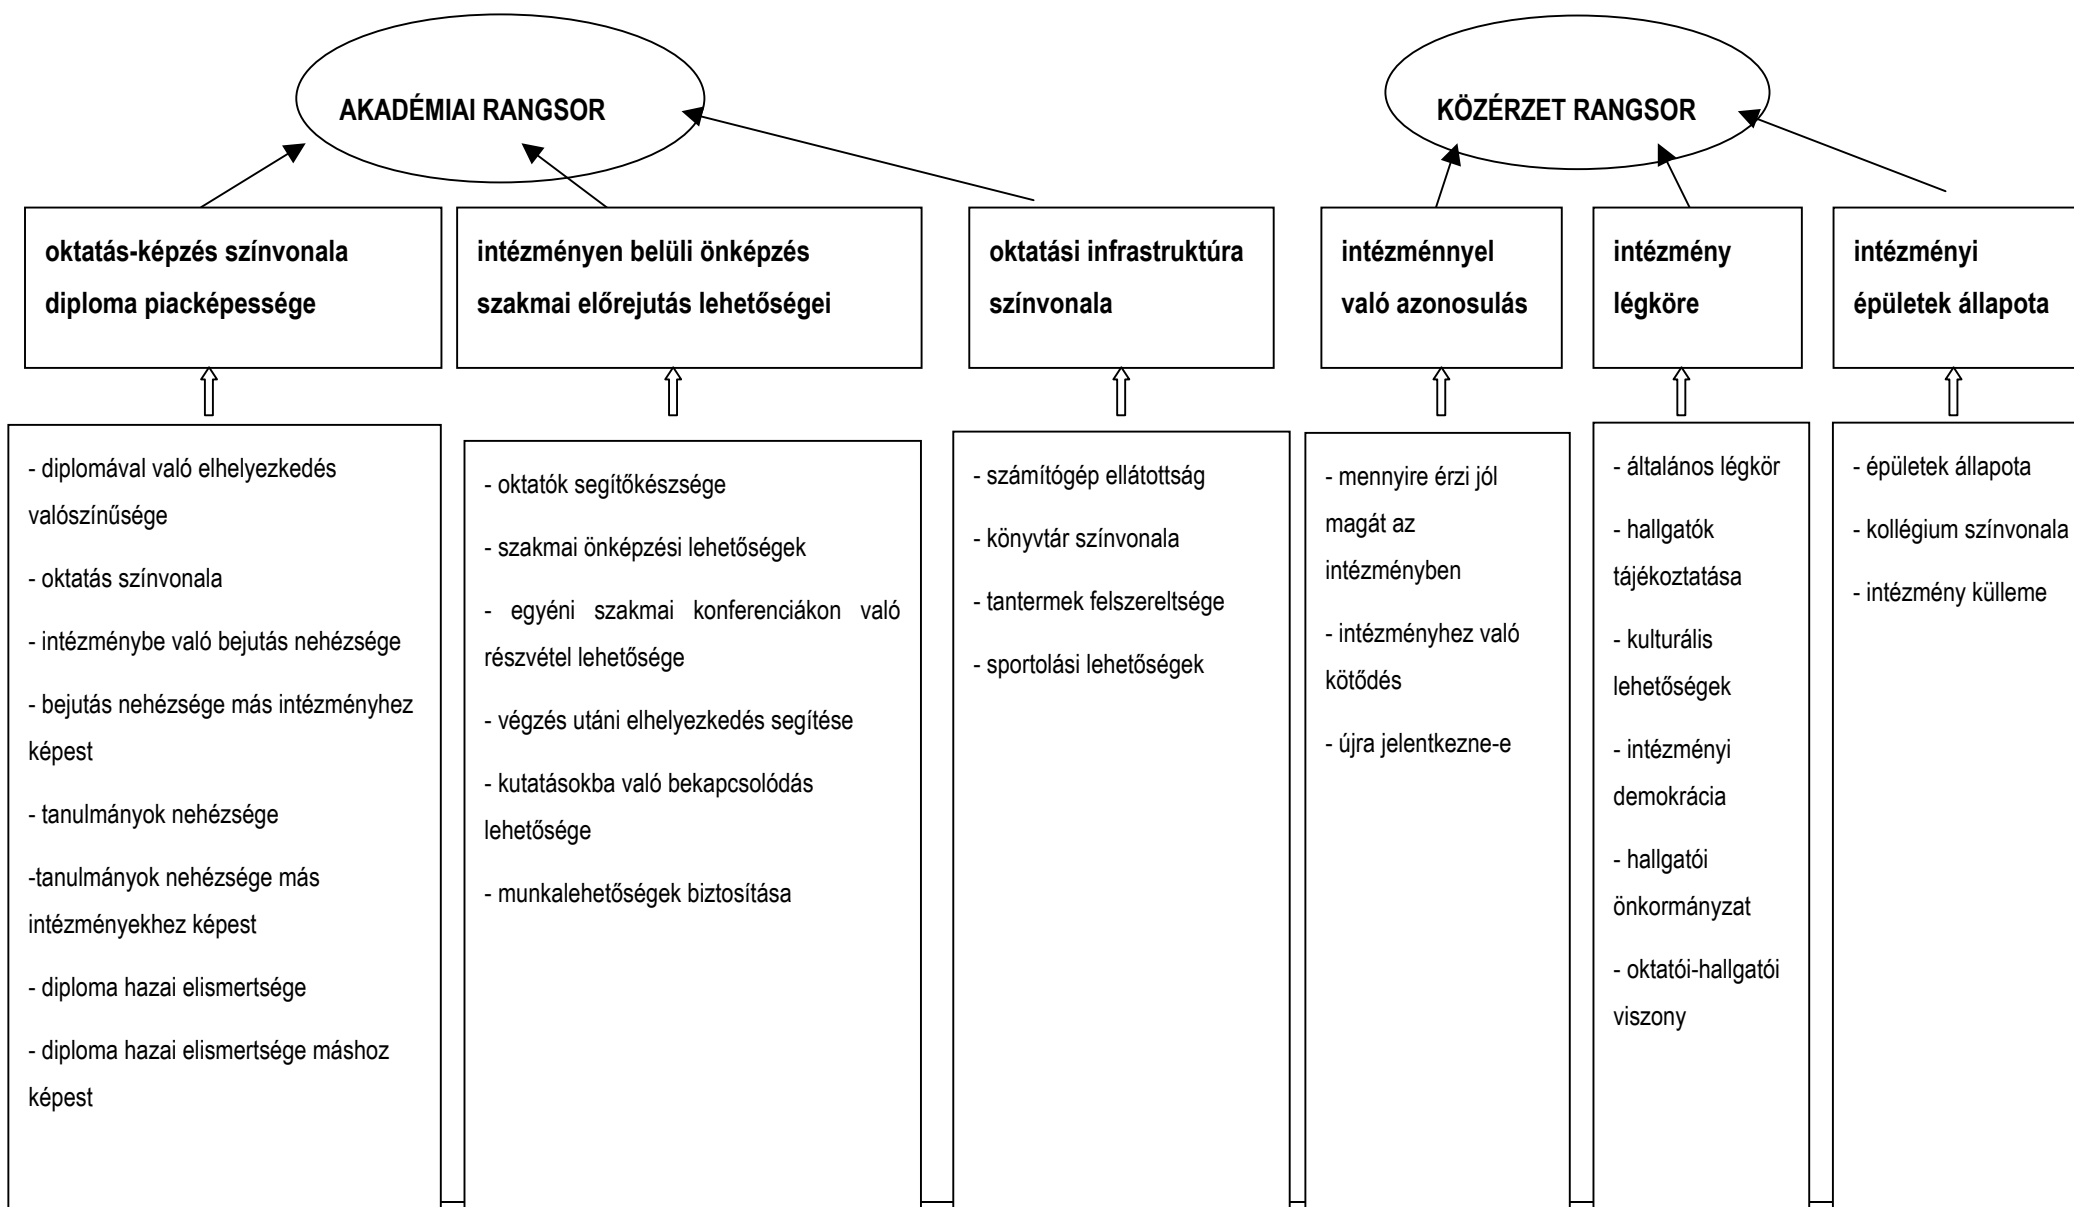 AKADÉMIAI RANGSOR
KÖZÉRZET RANGSOR
oktatás-képzés színvonala
diploma piacképessége
intézményen belüli önképzés
szakmai előrejutás lehetőségei
oktatási infrastruktúra
színvonala
intézménnyel
való azonosulás
intézmény
légköre
intézményi
épületek állapota
- diplomával való elhelyezkedés
valószínűsége
- oktatás színvonala
- intézménybe való bejutás nehézsége
- bejutás nehézsége más intézményhez
képest
- tanulmányok nehézsége
-tanulmányok nehézsége más
intézményekhez képest
- diploma hazai elismertsége
- diploma hazai elismertsége máshoz
képest
- oktatók segítőkészsége
- szakmai önképzési lehetőségek
- egyéni szakmai konferenciákon való
részvétel lehetősége
- végzés utáni elhelyezkedés segítése
- kutatásokba való bekapcsolódás
lehetősége
- munkalehetőségek biztosítása
- számítógép ellátottság
- könyvtár színvonala
- tantermek felszereltsége
- sportolási lehetőségek
- mennyire érzi jól
magát az
intézményben
- intézményhez való
kötődés
- újra jelentkezne-e
- általános légkör
- hallgatók
tájékoztatása
- kulturális
lehetőségek
- intézményi
demokrácia
- hallgatói
önkormányzat
- oktatói-hallgatói
viszony
- épületek állapota
- kollégium színvonala
- intézmény külleme